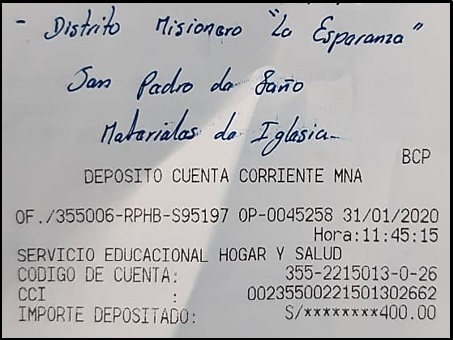 - Distrito Misionero "La Esperanza"
San Pedro de Saño
Materiales de Iglesia
BCP
DEPOSITO CUENTA CORRIENTE MNA
OF./355006-RPHB-S95197 OP-0045258 31/01/2020
Hora:11:45:15
SERVICIO EDUCACIONAL HOGAR Y SALUD
CODIGO DE CUENTA: 355-2215013-0-26
CCI : 00235500221501302662
IMPORTE DEPOSITADO: S/********400.00